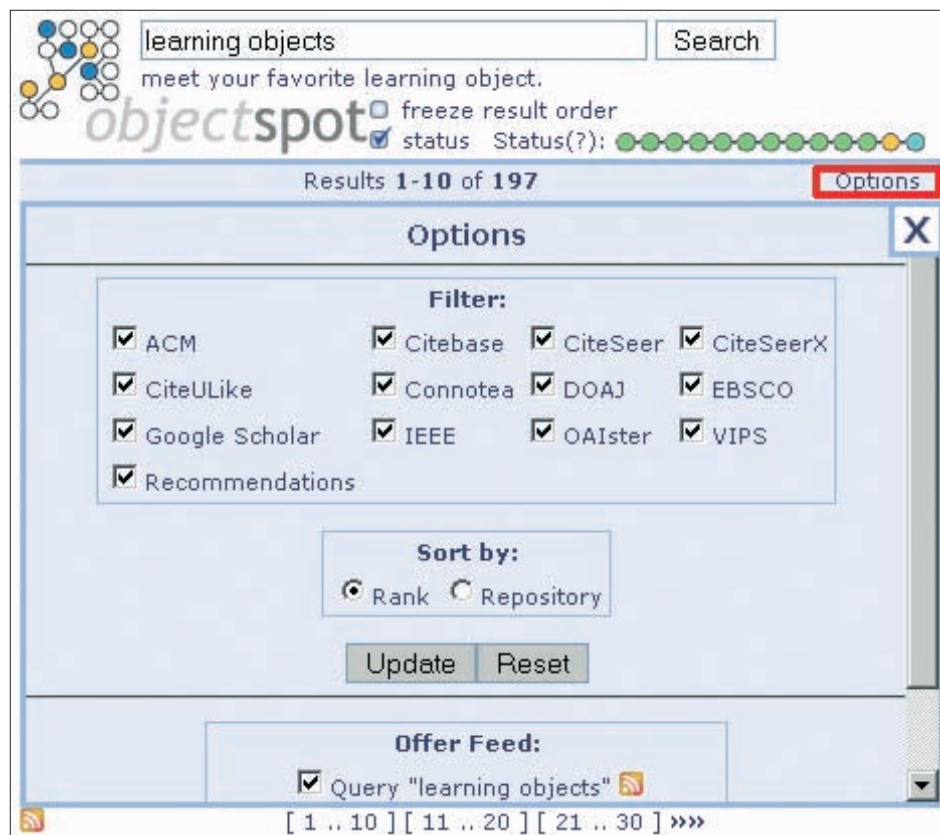 learning objects Search
meet your favorite learning object.
objectspot
freeze result order
status Status(?):
Results 1-10 of 197 Options
Options X
Filter:
ACM Citebase CiteSeer CiteSeerX
CiteULike Connotea DOAJ EBSCO
Google Scholar IEEE OAIster VIPS
Recommendations
Sort by:
Rank Repository
Update Reset
Offer Feed:
Query "learning objects"
[ 1 .. 10 ] [ 11 .. 20 ] [ 21 .. 30 ] »»